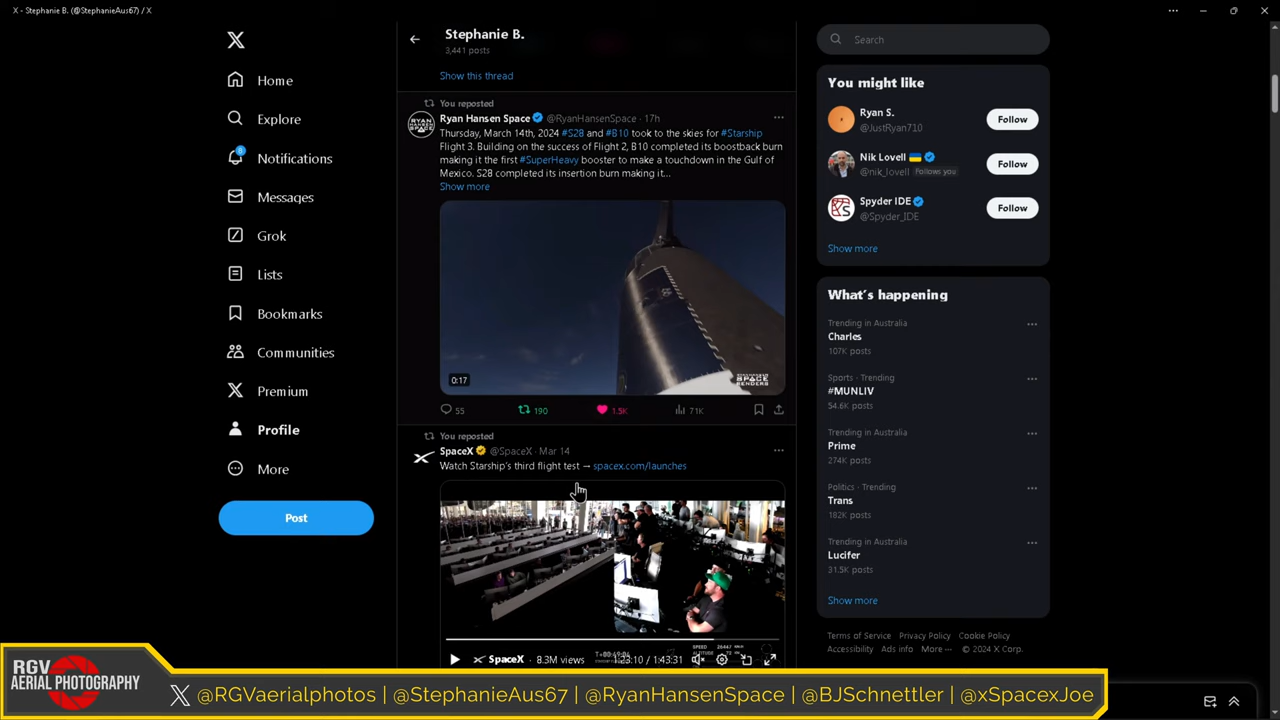 X - Stephanie B. (@StephanieAus67) / X
Home
Explore
Notifications
Messages
Grok
Lists
Bookmarks
Communities
Premium
Profile
More
Post
Stephanie B.
3,441 posts
Show this thread
You reposted
Ryan Hansen Space @RyanHansenSpace · 17h
Thursday, March 14th, 2024 #S28 and #B10 took to the skies for #Starship
Flight 3. Building on the success of Flight 2, B10 completed its boostback burn
making it the first #SuperHeavy booster to make a touchdown in the Gulf of
Mexico. S28 completed its insertion burn making it...
Show more
RYAN HANSEN SPACE
0:17
SPACE
55
190
1.5K
71K
You reposted
SpaceX @SpaceX · Mar 14
Watch Starship's third flight test → spacex.com/launches
SpaceX 8.3M views
1:23:10 / 1:43:31
Search
You might like
Ryan S.
@JustRyan710
Follow
Nik Lovell
@nik_lovell Follows you
Follow
Spyder IDE
@Spyder_IDE
Follow
Show more
What's happening
Trending in Australia
Charles
107K posts
Sports · Trending
#MUNLIV
54.6K posts
Trending in Australia
Prime
274K posts
Politics · Trending
Trans
182K posts
Trending in Australia
Lucifer
31.5K posts
Show more
Terms of Service Privacy Policy Cookie Policy
Accessibility Ads info More ··· © 2024 X Corp.
RGV
AERIAL PHOTOGRAPHY
@RGVaerialphotos | @StephanieAus67 | @RyanHansenSpace | @BJSchnettler | @xSpacexJoe